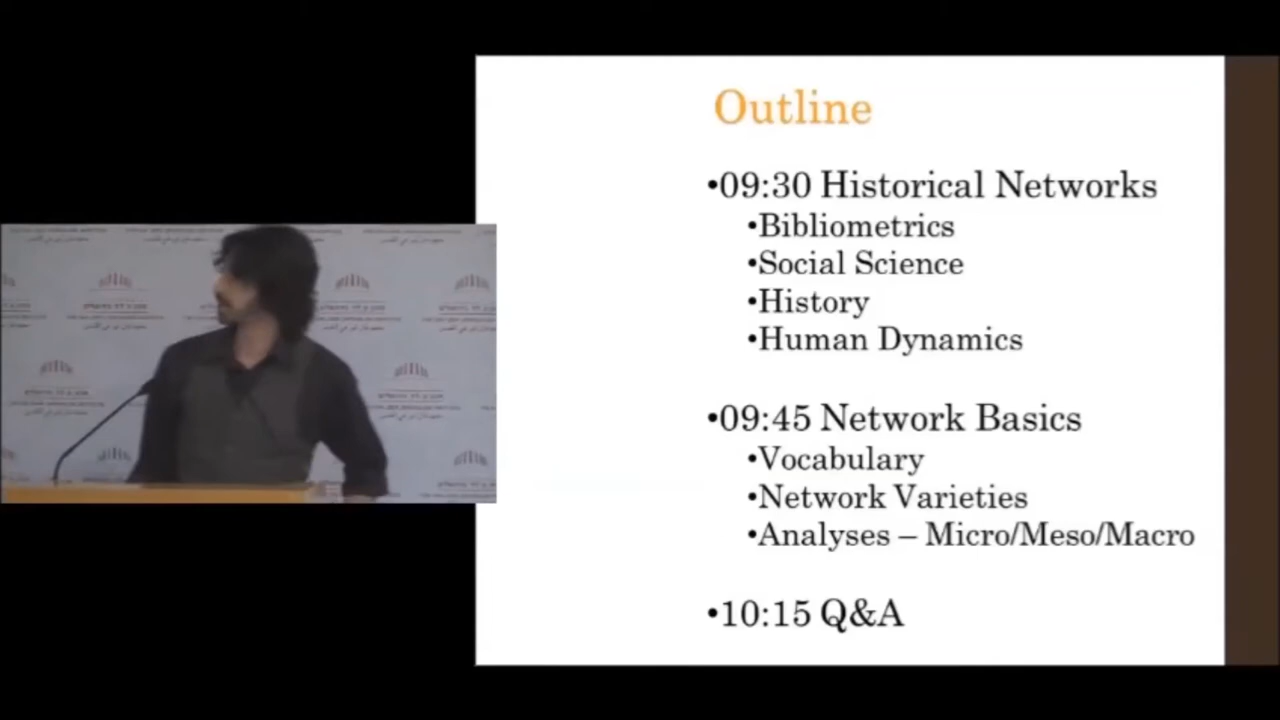 Outline
•09:30 Historical Networks
•Bibliometrics
•Social Science
•History
•Human Dynamics
•09:45 Network Basics
•Vocabulary
•Network Varieties
•Analyses – Micro/Meso/Macro
•10:15 Q&A